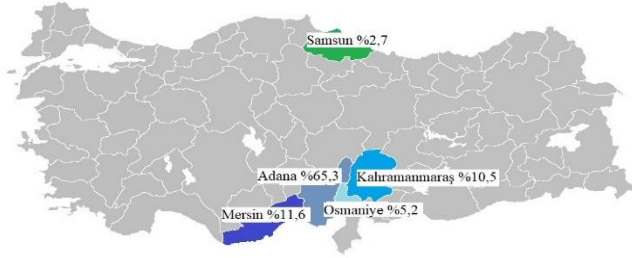 Samsun %2,7
Adana %65,3
Kahramanmaraş %10,5
Mersin %11,6
Osmaniye %5,2